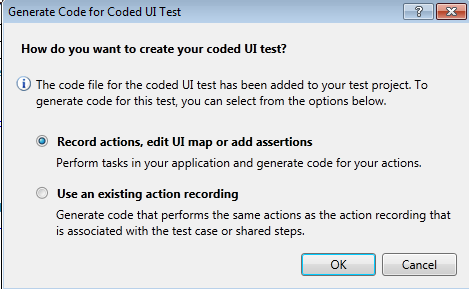 Generate Code for Coded UI Test
How do you want to create your coded UI test?
The code file for the coded UI test has been added to your test project. To
generate code for this test, you can select from the options below.
Record actions, edit UI map or add assertions
Perform tasks in your application and generate code for your actions.
Use an existing action recording
Generate code that performs the same actions as the action recording that
is associated with the test case or shared steps.
OK Cancel